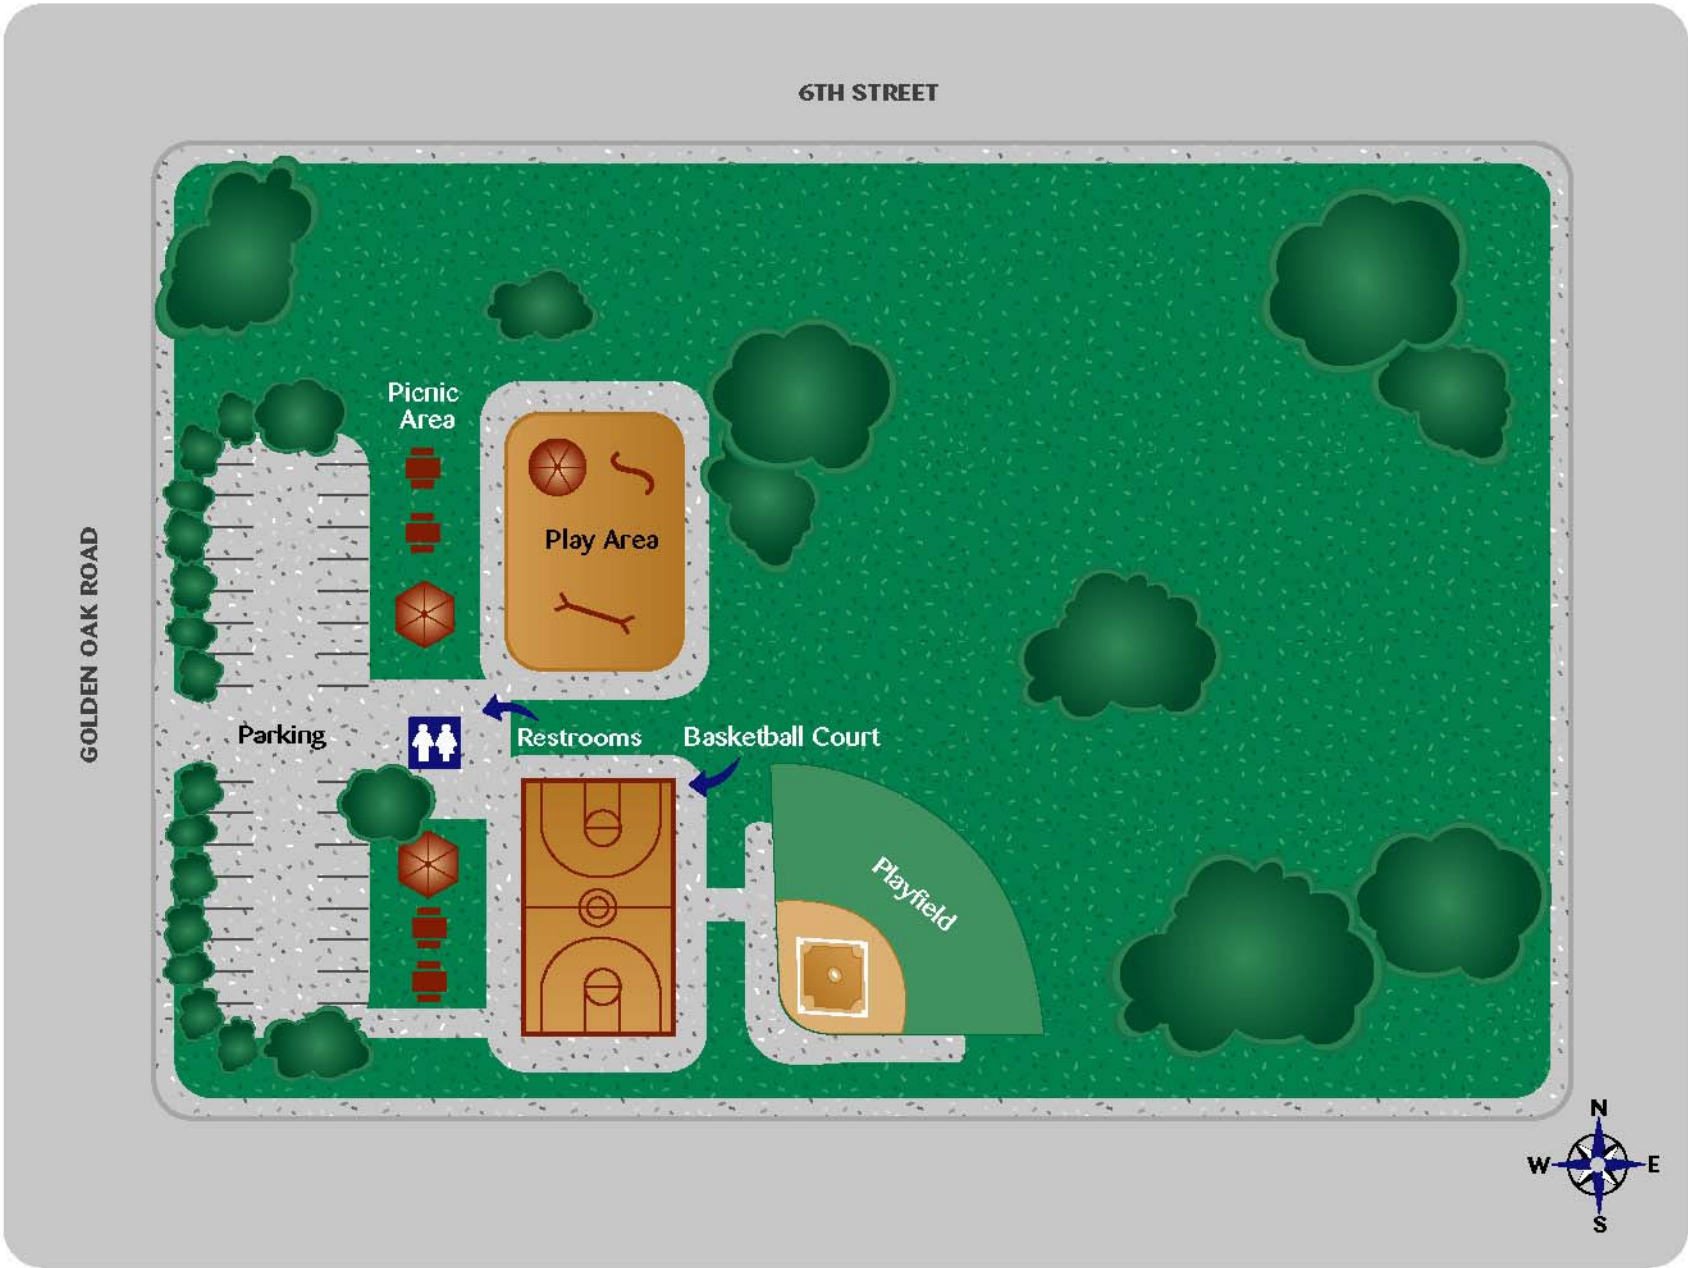 6TH STREET
Picnic
Area
Play Area
GOLDEN OAK ROAD
Parking
Restrooms
Basketball Court
Playfield
N
W
E
S